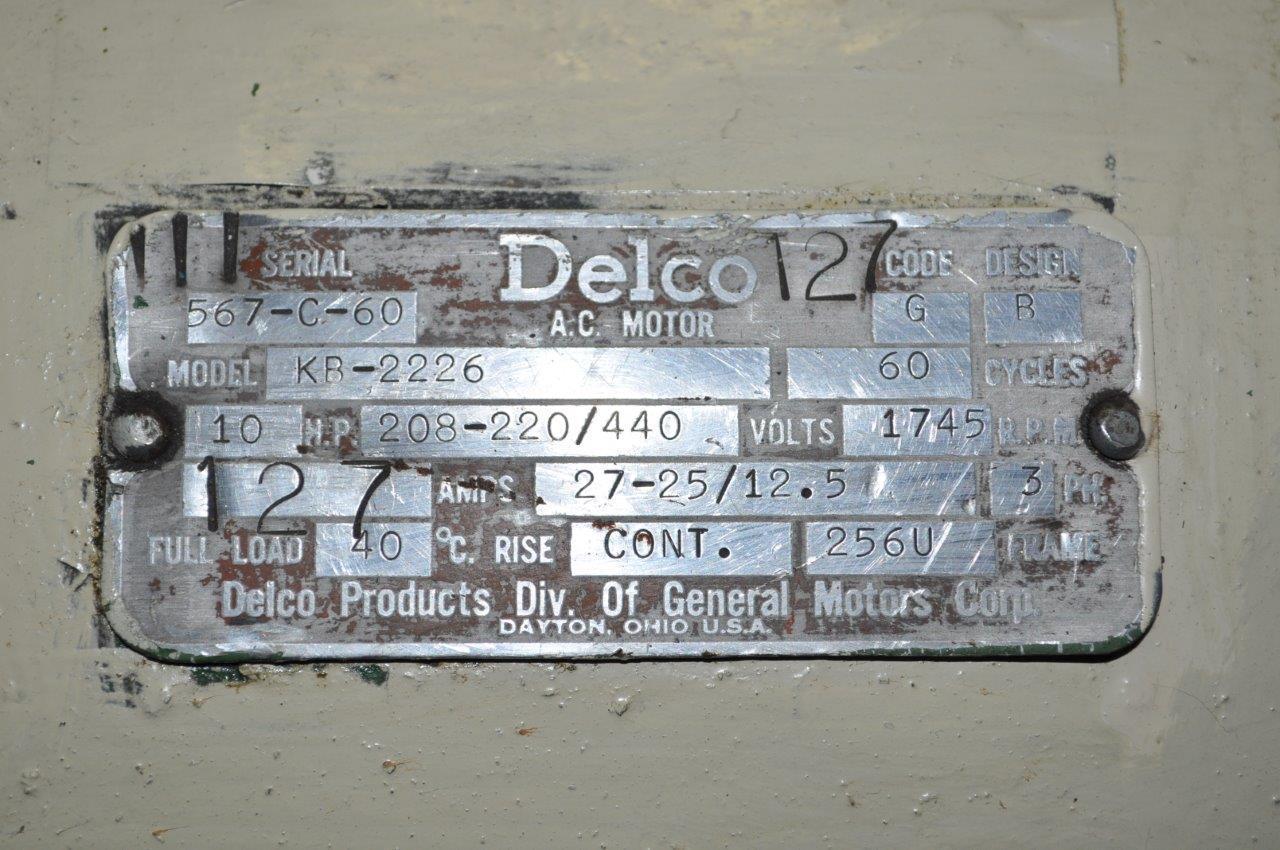 SERIAL Delco 127 CODE DESIGN
567-C-60 A.C. MOTOR G B
MODEL KB-2226 60 CYCLES
10 H.P. 208-220/440 VOLTS 1745 R.P.M.
127 AMPS 27-25/12.5 3 PH.
FULL LOAD 40 °C. RISE CONT. 256U FRAME
Delco Products Div. Of General Motors Corp.
DAYTON, OHIO U.S.A.